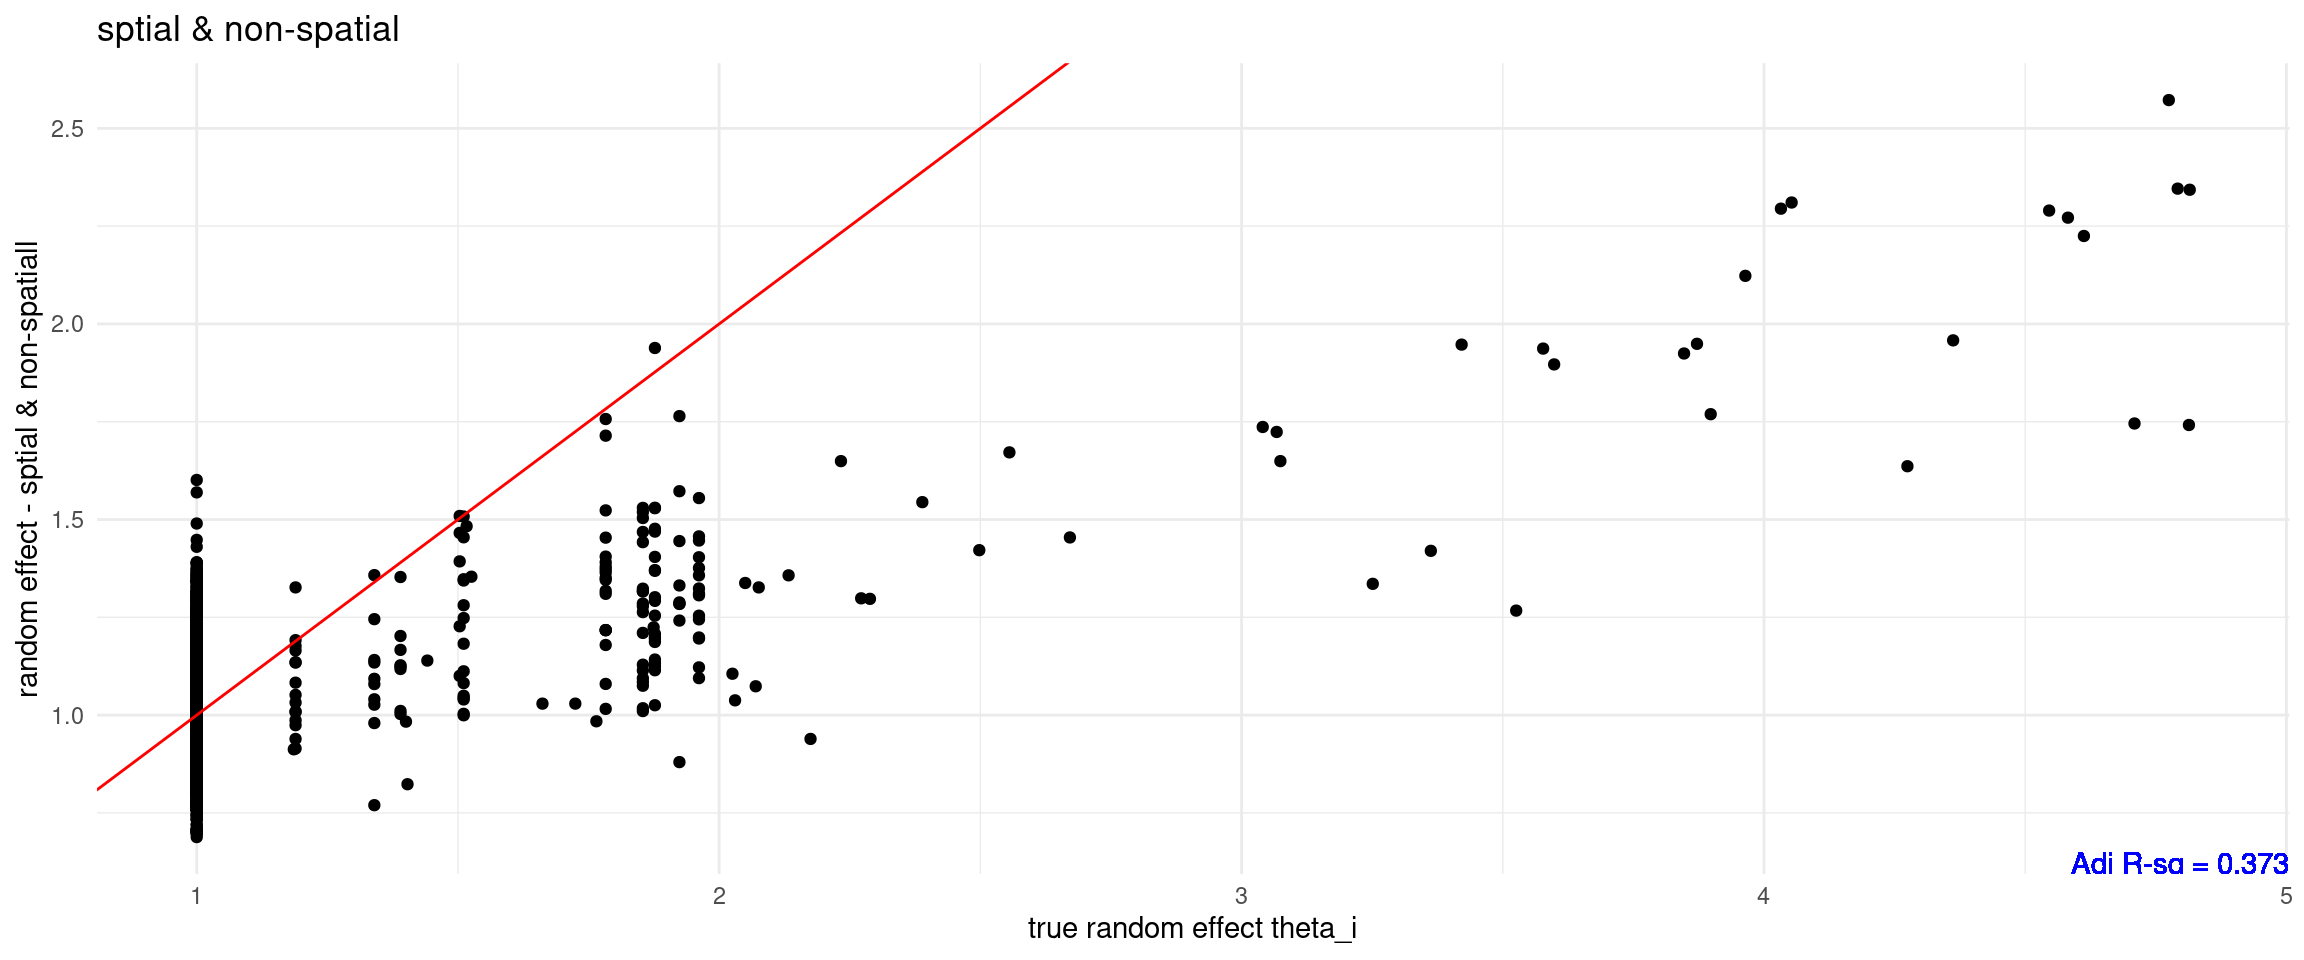 sptial & non-spatial
random effect - sptial & non-spatiall
2.5
2.0
1.5
1.0
Adj R-sq = 0.373
1 2 3 4 5
true random effect theta_i